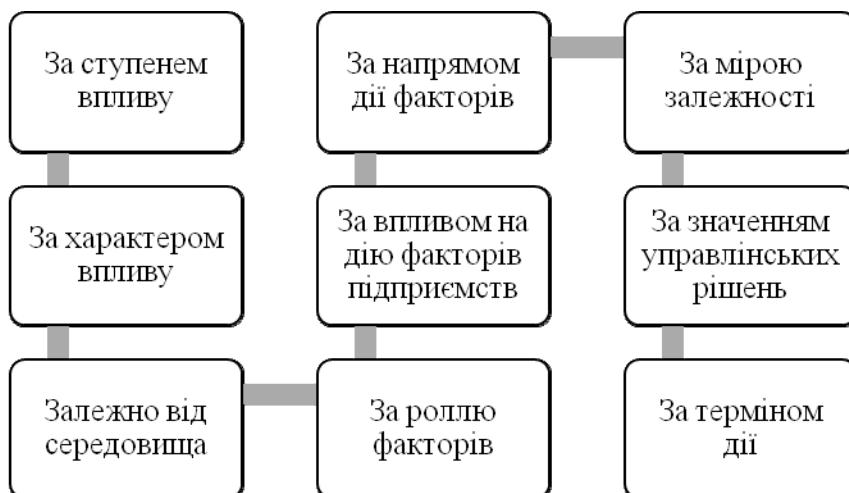 За ступенем
впливу
За характером
впливу
Залежно від
середовища
За роллю
факторів
За впливом на
дію факторів
підприємств
За напрямом
дії факторів
За мірою
залежності
За значенням
управлінських
рішень
За терміном
дії